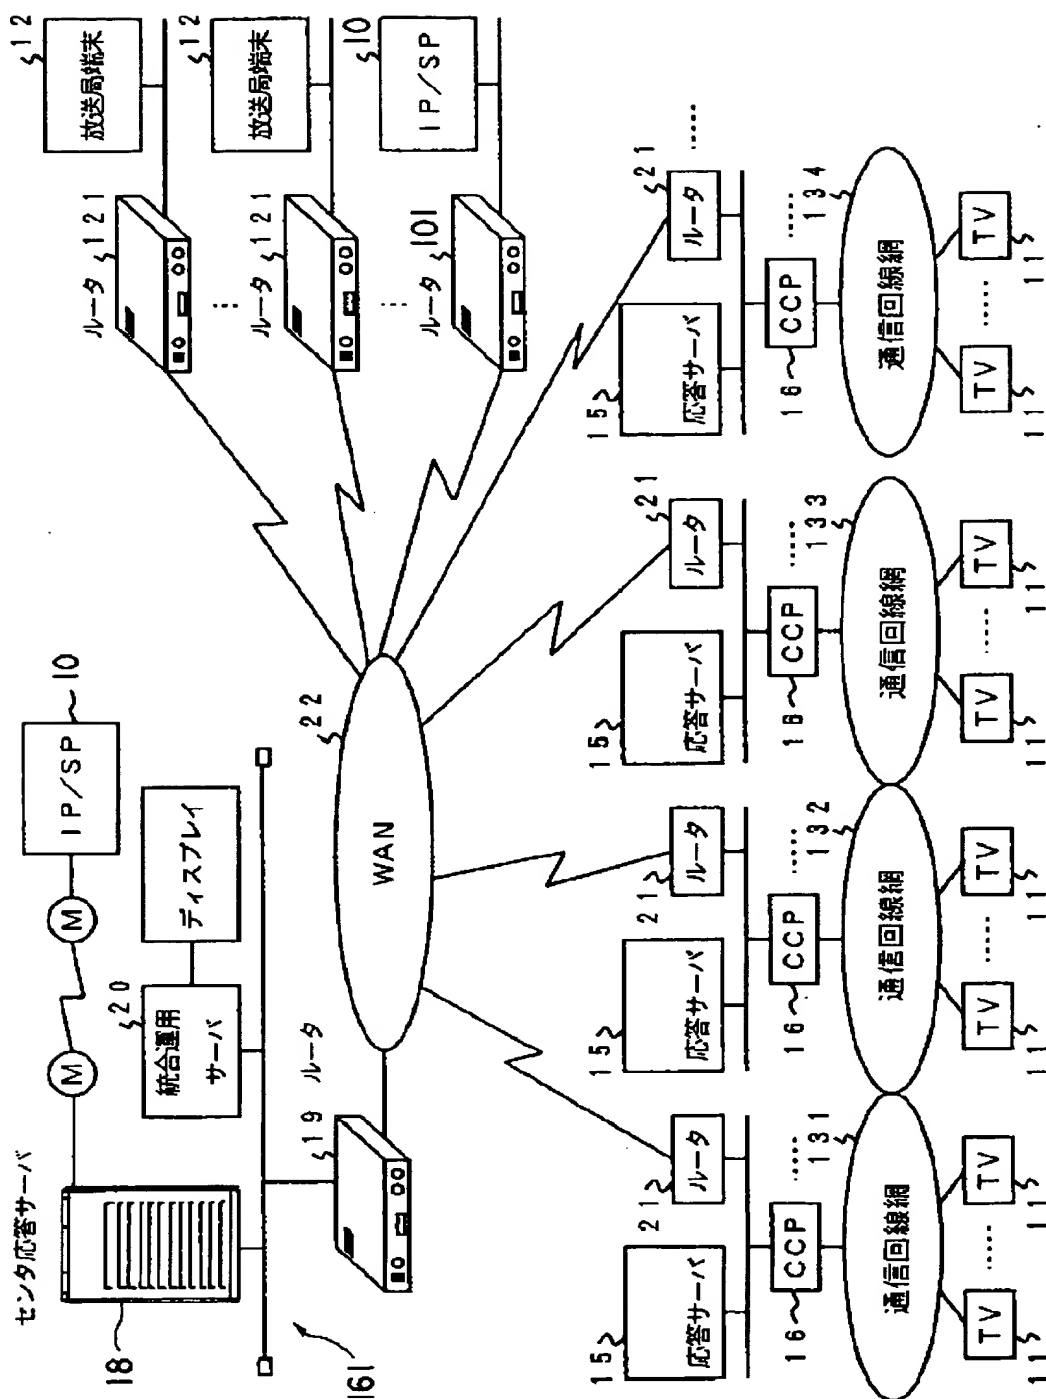 センタ応答サーバ
18
M
M
IP/SP
10
統合運用
サーバ
20
ディスプレイ
161
ルータ
19
WAN
22
放送局端末
12
ルータ
121
放送局端末
12
ルータ
121
IP/SP
10
ルータ
101
応答サーバ
15
ルータ
21
応答サーバ
15
ルータ
21
応答サーバ
15
ルータ
21
応答サーバ
15
ルータ
21
CCP
16
131
CCP
16
132
CCP
16
133
CCP
16
134
通信回線網
通信回線網
通信回線網
通信回線網
TV
TV
TV
TV
TV
TV
TV
TV
11
11
11
11
11
11
11
11